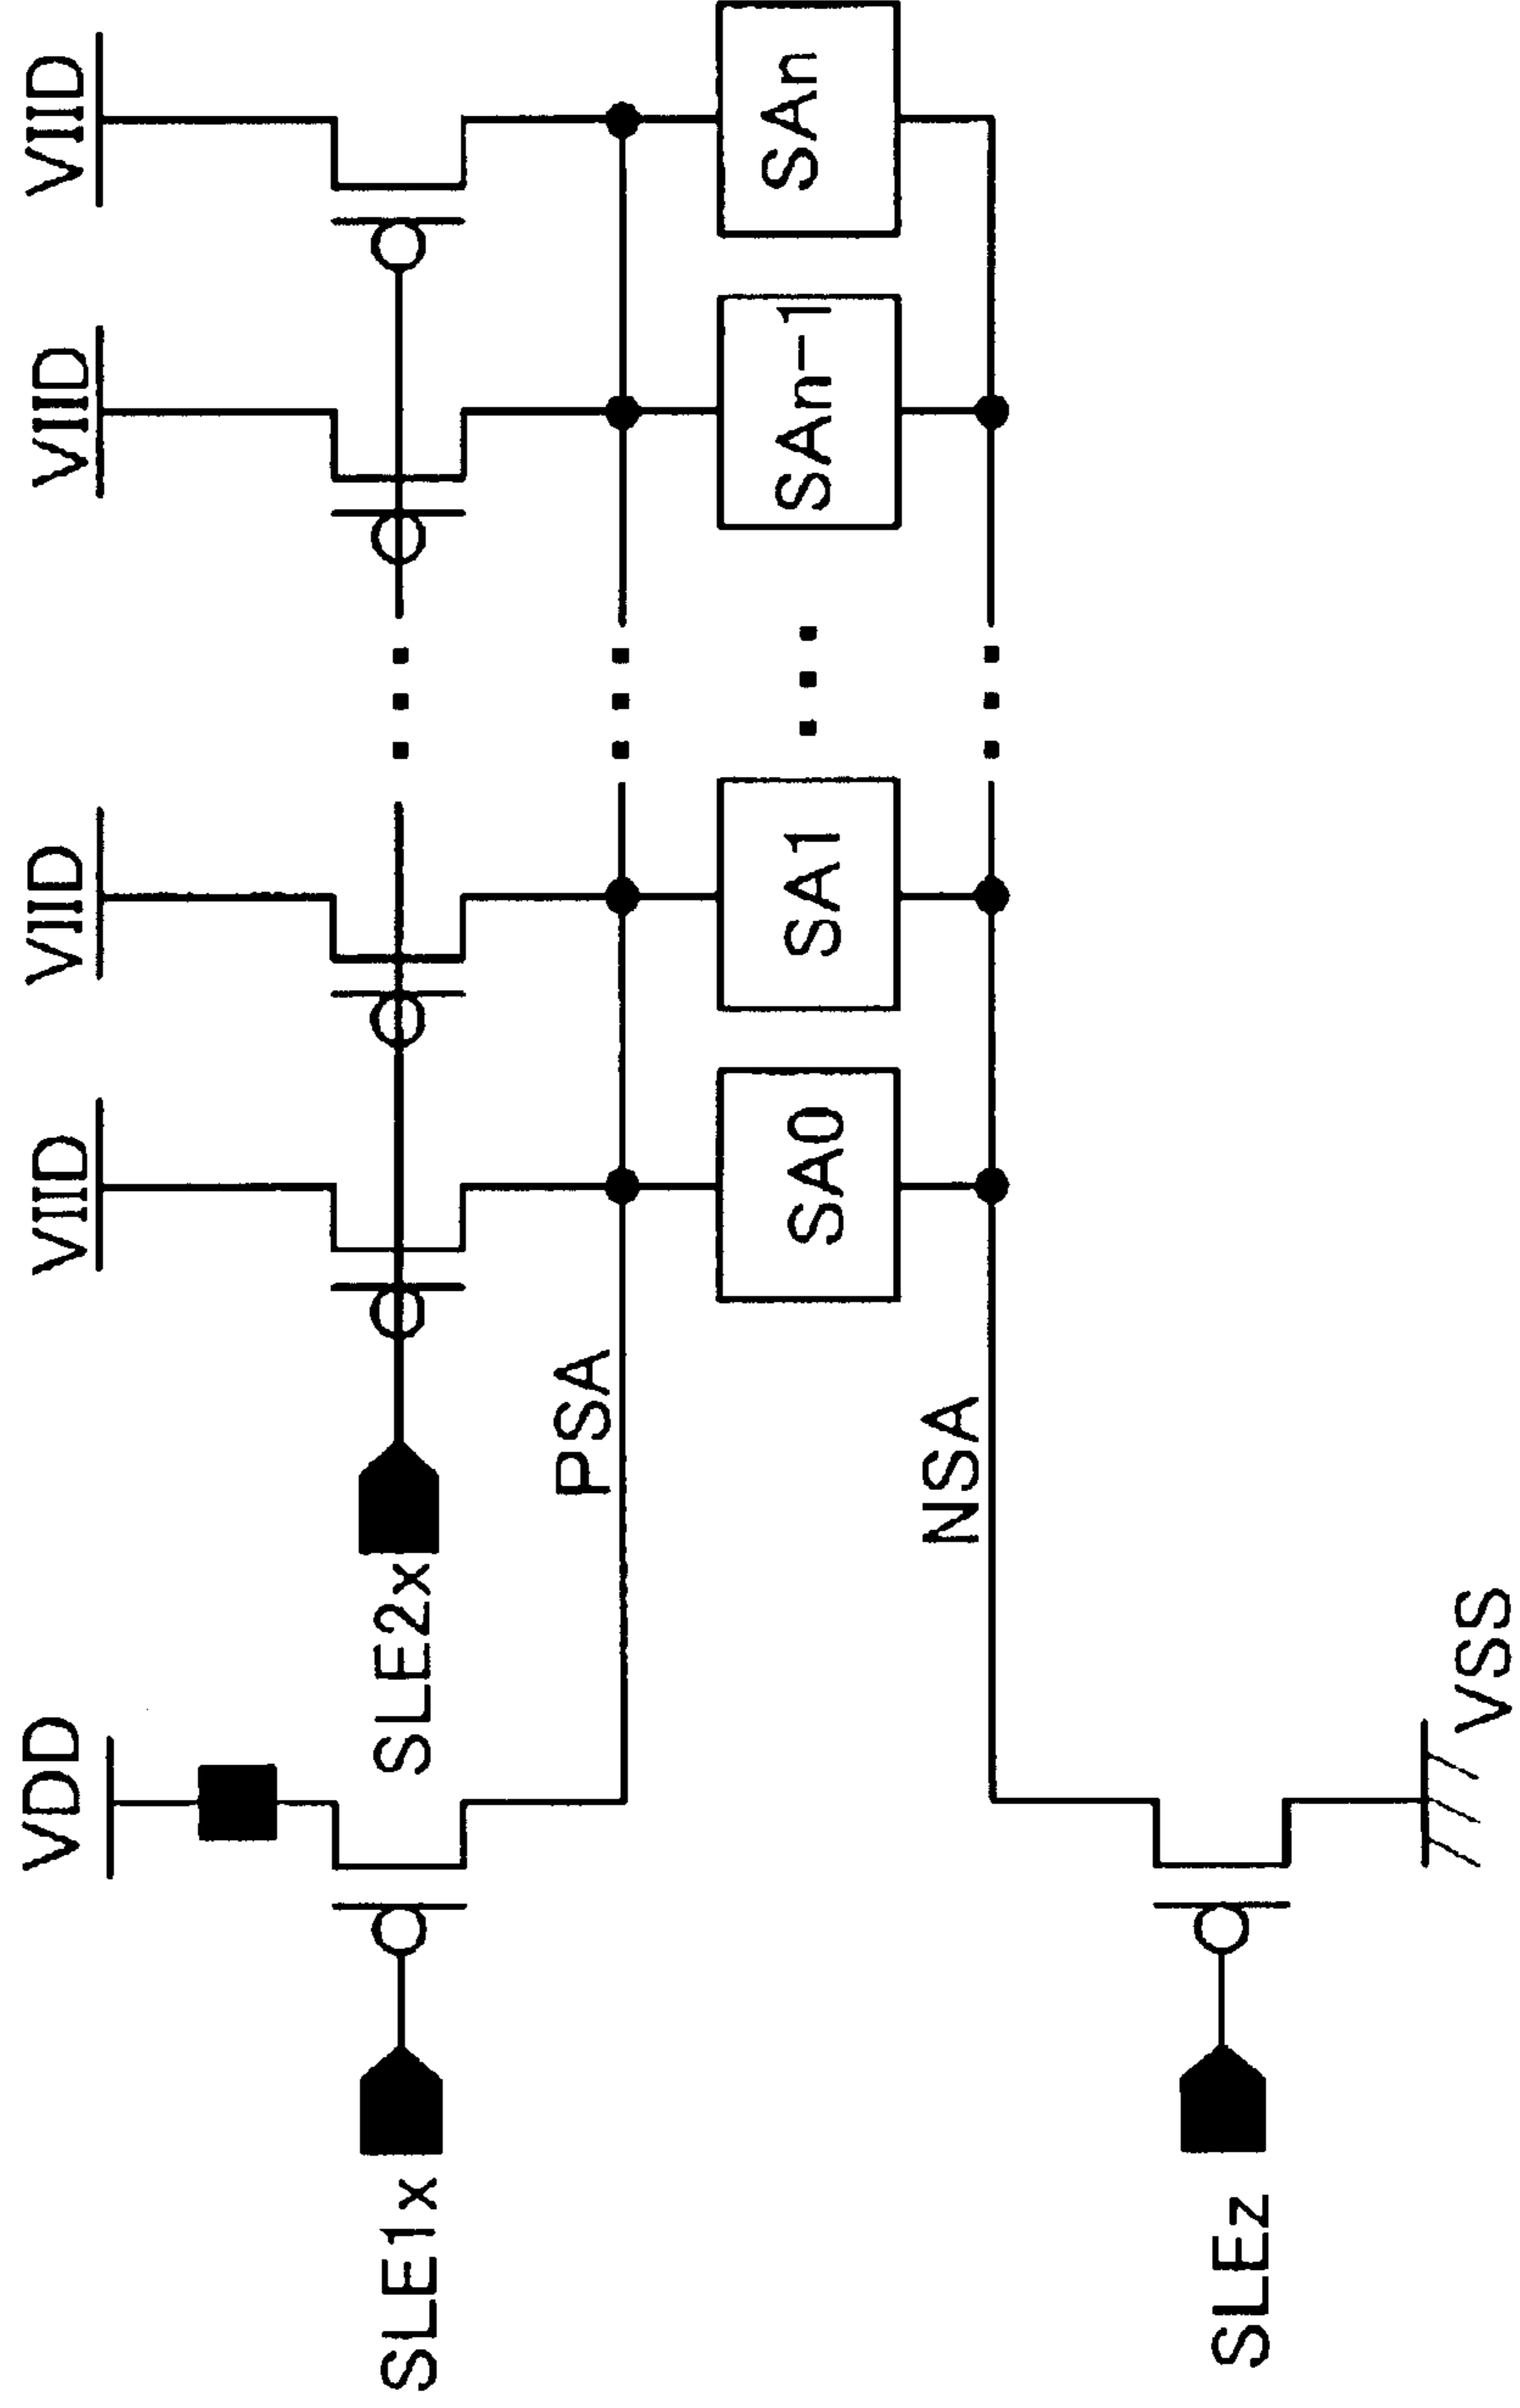 VDD
VIID
VIID
VIID
VIID
SLE1x
SLE2x
PSA
SA0
SA1
SAn-1
SAn
NSA
SLEz
VSS